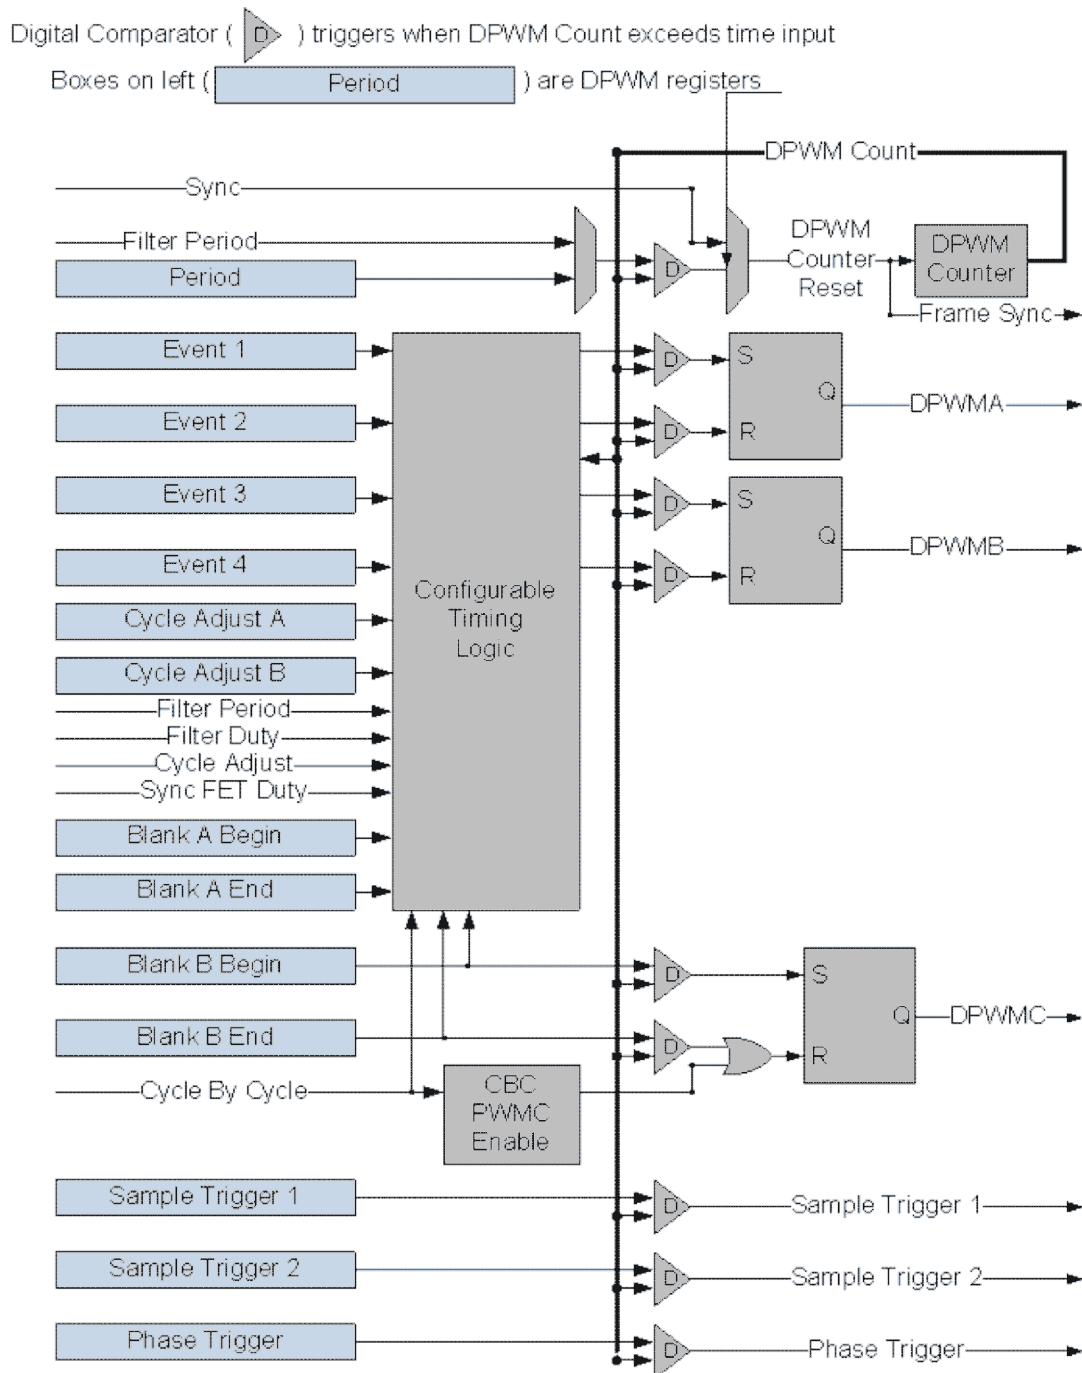 Digital Comparator ( D ) triggers when DPWM Count exceeds time input
Boxes on left ( Period ) are DPWM registers
DPWM Count
Sync
Filter Period
DPWM Counter Reset
DPWM Counter
Period
D
Frame Sync
Event 1
D
S
Q
DPWMA
Event 2
D
R
Event 3
D
S
Q
DPWMB
Event 4
D
R
Configurable Timing Logic
Cycle Adjust A
Cycle Adjust B
Filter Period
Filter Duty
Cycle Adjust
Sync FET Duty
Blank A Begin
Blank A End
Blank B Begin
D
S
Q
DPWMC
Blank B End
D
R
Cycle By Cycle
CBC PWMC Enable
Sample Trigger 1
D
Sample Trigger 1
Sample Trigger 2
D
Sample Trigger 2
Phase Trigger
D
Phase Trigger